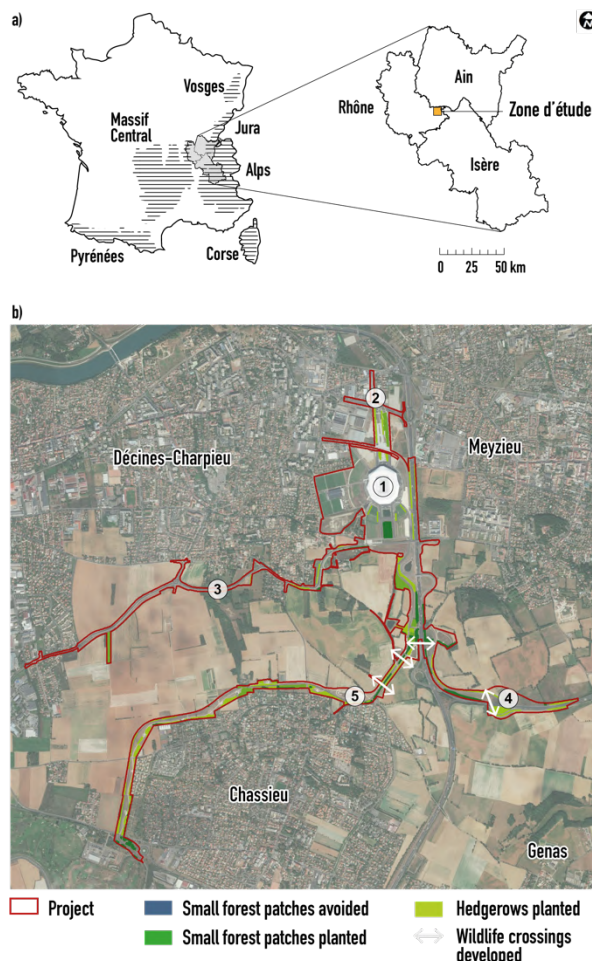 a)
N
Vosges
Massif
Central
Jura
Alps
Pyrénées
Corse
Ain
Rhône
Zone d'étude
Isère
0 25 50 km
b)
2
Meyzieu
Décines-Charpieu
1
3
5
4
Chassieu
Genas
Project
Small forest patches avoided
Hedgerows planted
Small forest patches planted
Wildlife crossings
developed